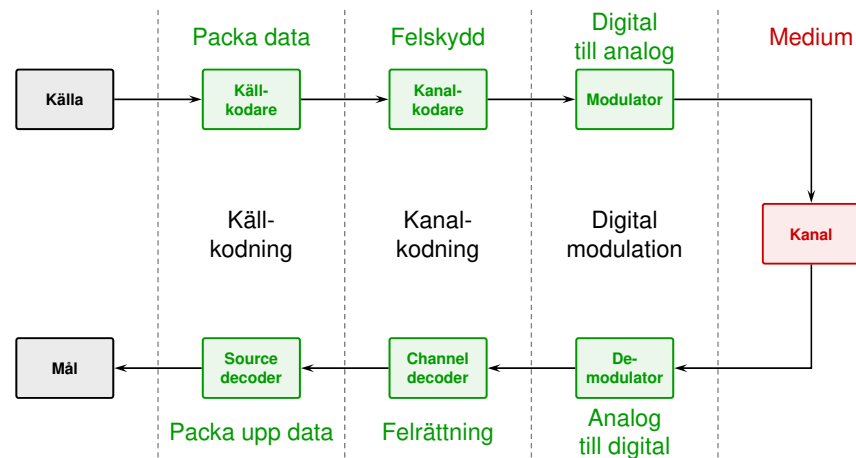 Packa data
Felskydd
Digital
till analog
Medium
Källa
Käll-
kodare
Kanal-
kodare
Modulator
Käll-
kodning
Kanal-
kodning
Digital
modulation
Kanal
Mål
Source
decoder
Channel
decoder
De-
modulator
Packa upp data
Felrättning
Analog
till digital